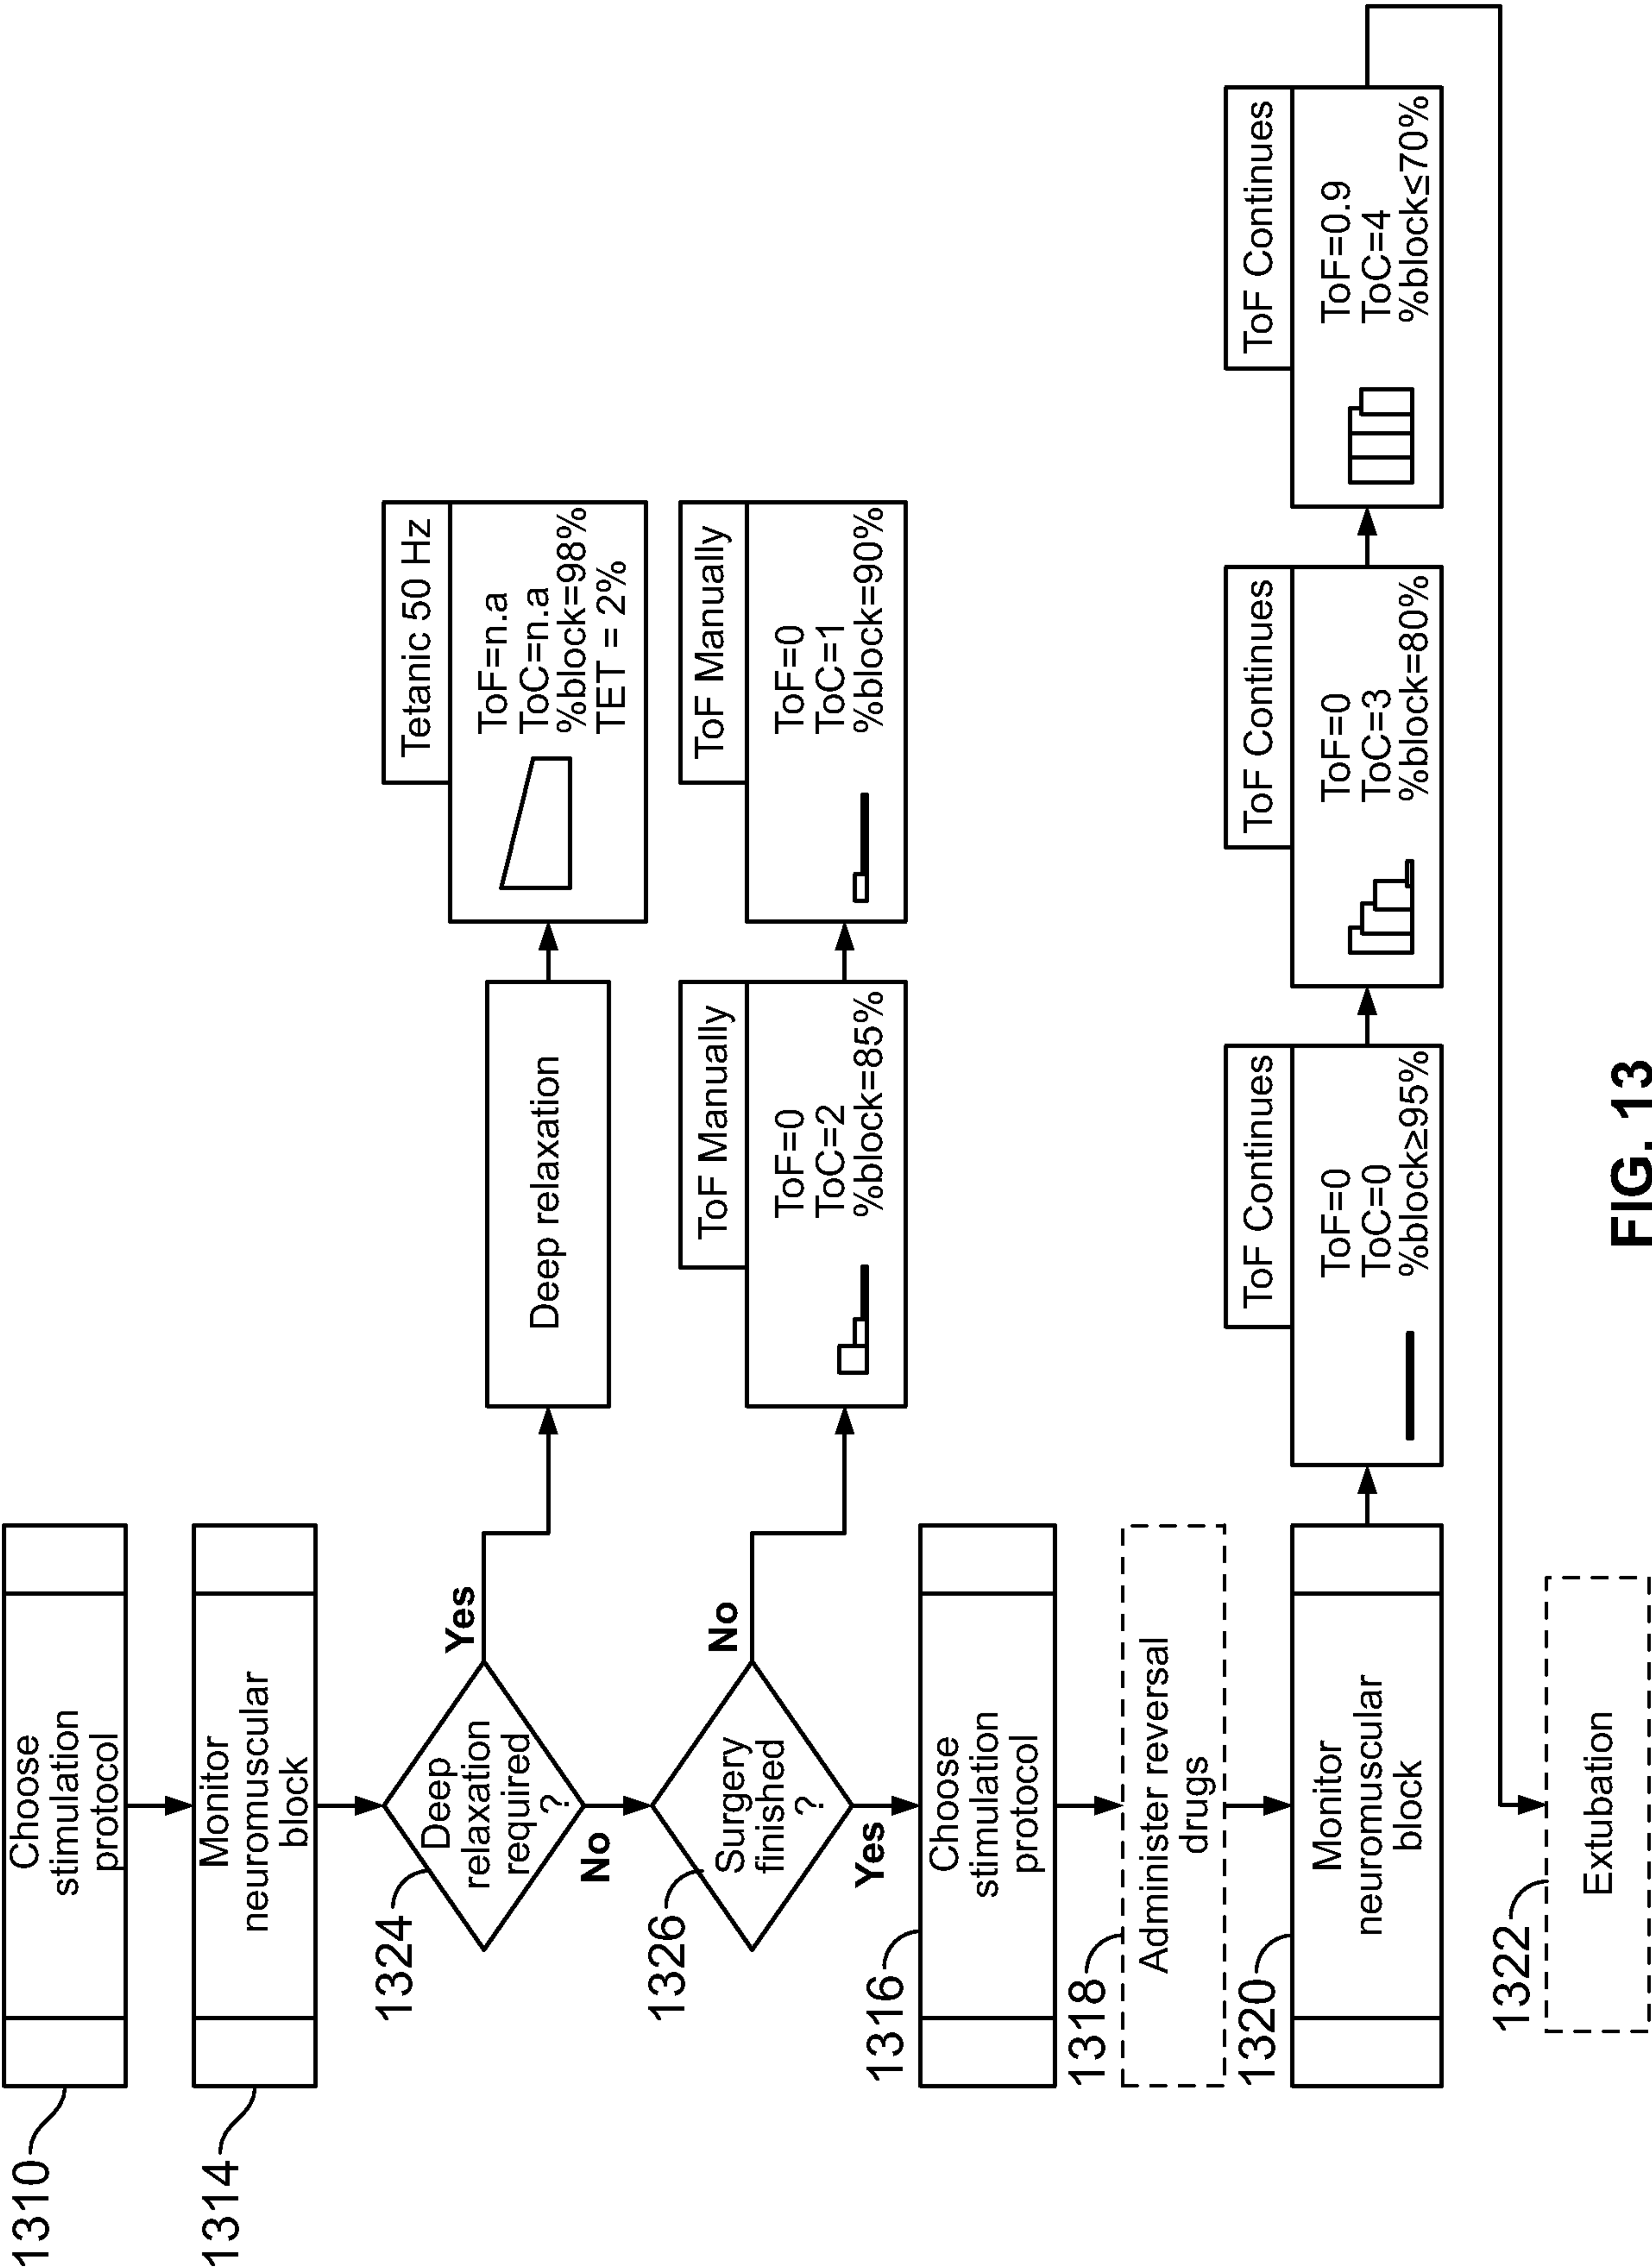 1310
Choose
stimulation
protocol
1314
Monitor
neuromuscular
block
1324
Deep
relaxation
required
?
Yes
No
Deep relaxation
Tetanic 50 Hz
ToF=n.a
ToC=n.a
%block=98%
TET = 2%
1326
Surgery
finished
?
No
Yes
ToF Manually
ToF=0
ToC=2
%block=85%
ToF Manually
ToF=0
ToC=1
%block=90%
1316
Choose
stimulation
protocol
1318
Administer reversal
drugs
1320
Monitor
neuromuscular
block
ToF Continues
ToF=0
ToC=0
%block≥95%
ToF Continues
ToF=0
ToC=3
%block=80%
ToF Continues
ToF=0.9
ToC=4
%block≤70%
1322
Extubation
FIG. 13